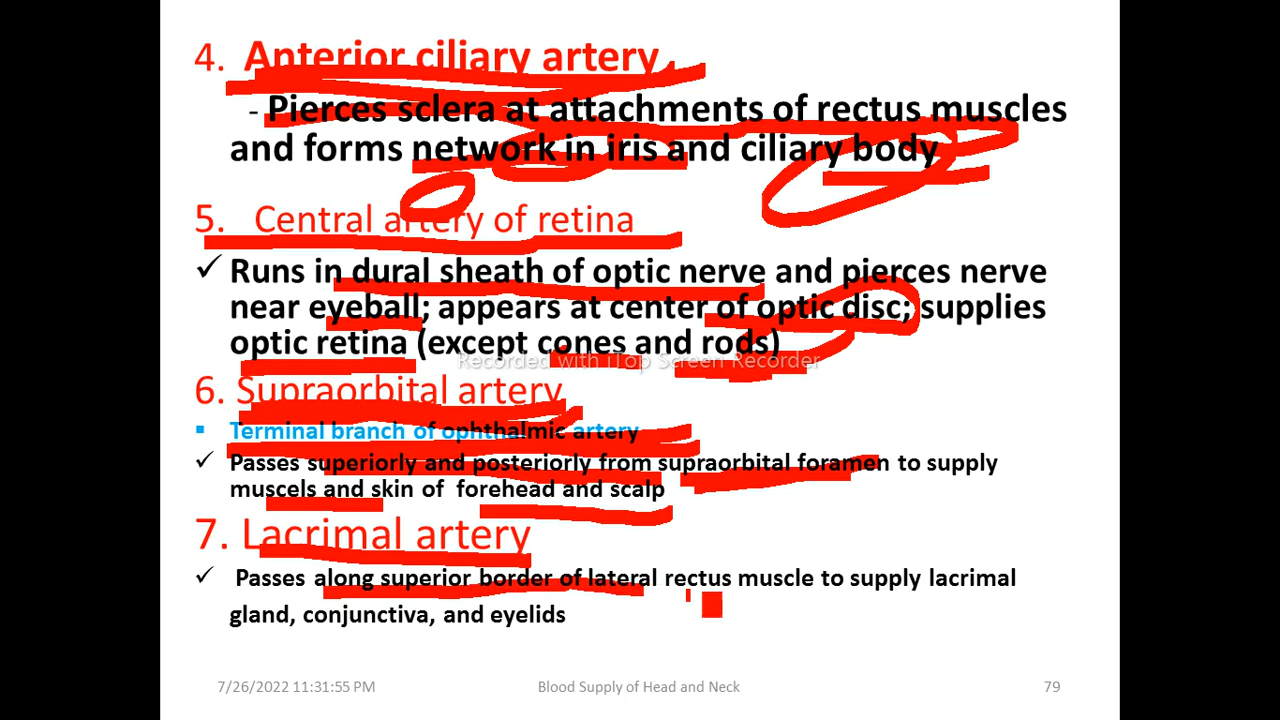 4. Anterior ciliary artery.
- Pierces sclera at attachments of rectus muscles
and forms network in iris and ciliary body
5. Central artery of retina
✓ Runs in dural sheath of optic nerve and pierces nerve
near eyeball; appears at center of optic disc; supplies
optic retina (except cones and rods)
Recorded with iTop Screen Recorder
6. Supraorbital artery
▪ Terminal branch of ophthalmic artery
✓ Passes superiorly and posteriorly from supraorbital foramen to supply
muscels and skin of forehead and scalp
7. Lacrimal artery
✓ Passes along superior border of lateral rectus muscle to supply lacrimal
gland, conjunctiva, and eyelids
7/26/2022 11:31:55 PM
Blood Supply of Head and Neck
79